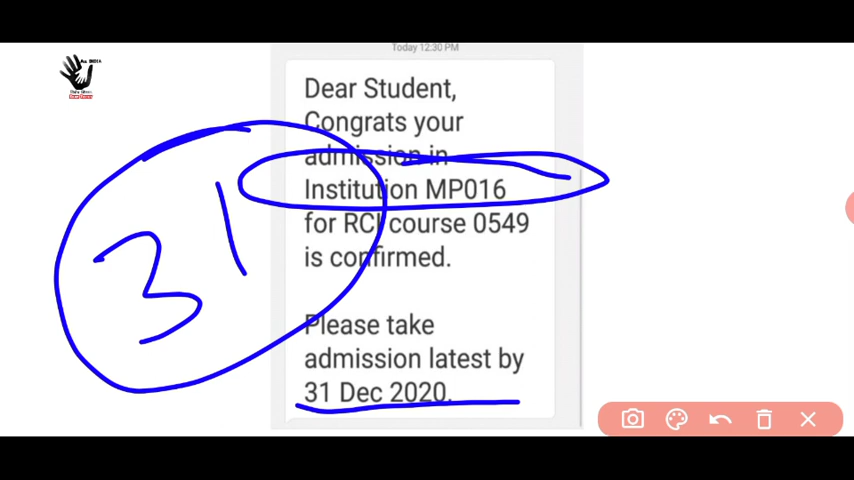 Today 12:30 PM
Dear Student,
Congrats your
admission in
Institution MP016
for RCI course 0549
is confirmed.
Please take
admission latest by
31 Dec 2020.
31